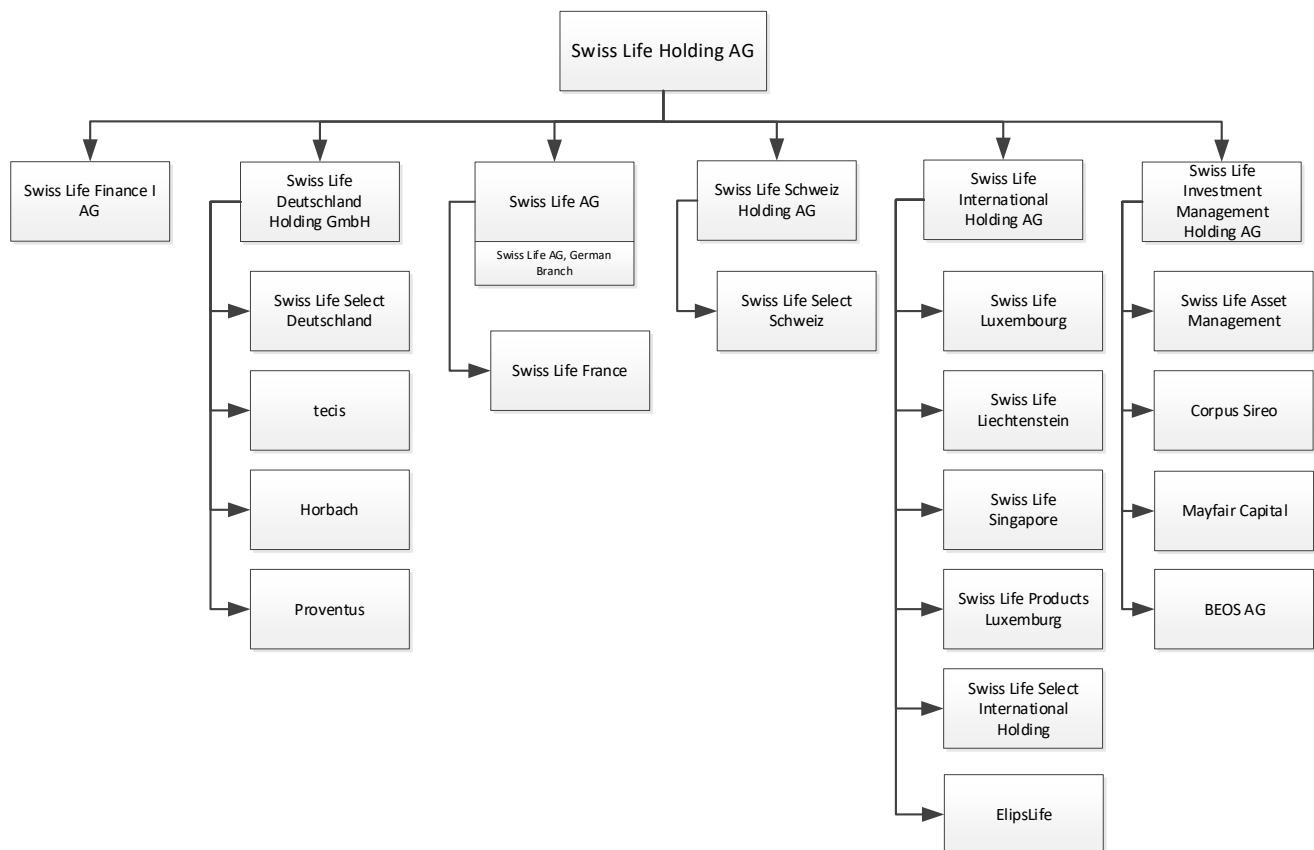 Swiss Life Holding AG
Swiss Life Finance I
AG
Swiss Life
Deutschland
Holding GmbH
Swiss Life AG
Swiss Life AG, German
Branch
Swiss Life Schweiz
Holding AG
Swiss Life
International
Holding AG
Swiss Life
Investment
Management
Holding AG
Swiss Life Select
Deutschland
tecis
Horbach
Proventus
Swiss Life France
Swiss Life Select
Schweiz
Swiss Life
Luxembourg
Swiss Life
Liechtenstein
Swiss Life
Singapore
Swiss Life Products
Luxemburg
Swiss Life Select
International
Holding
ElipsLife
Swiss Life Asset
Management
Corpus Sireo
Mayfair Capital
BEOS AG